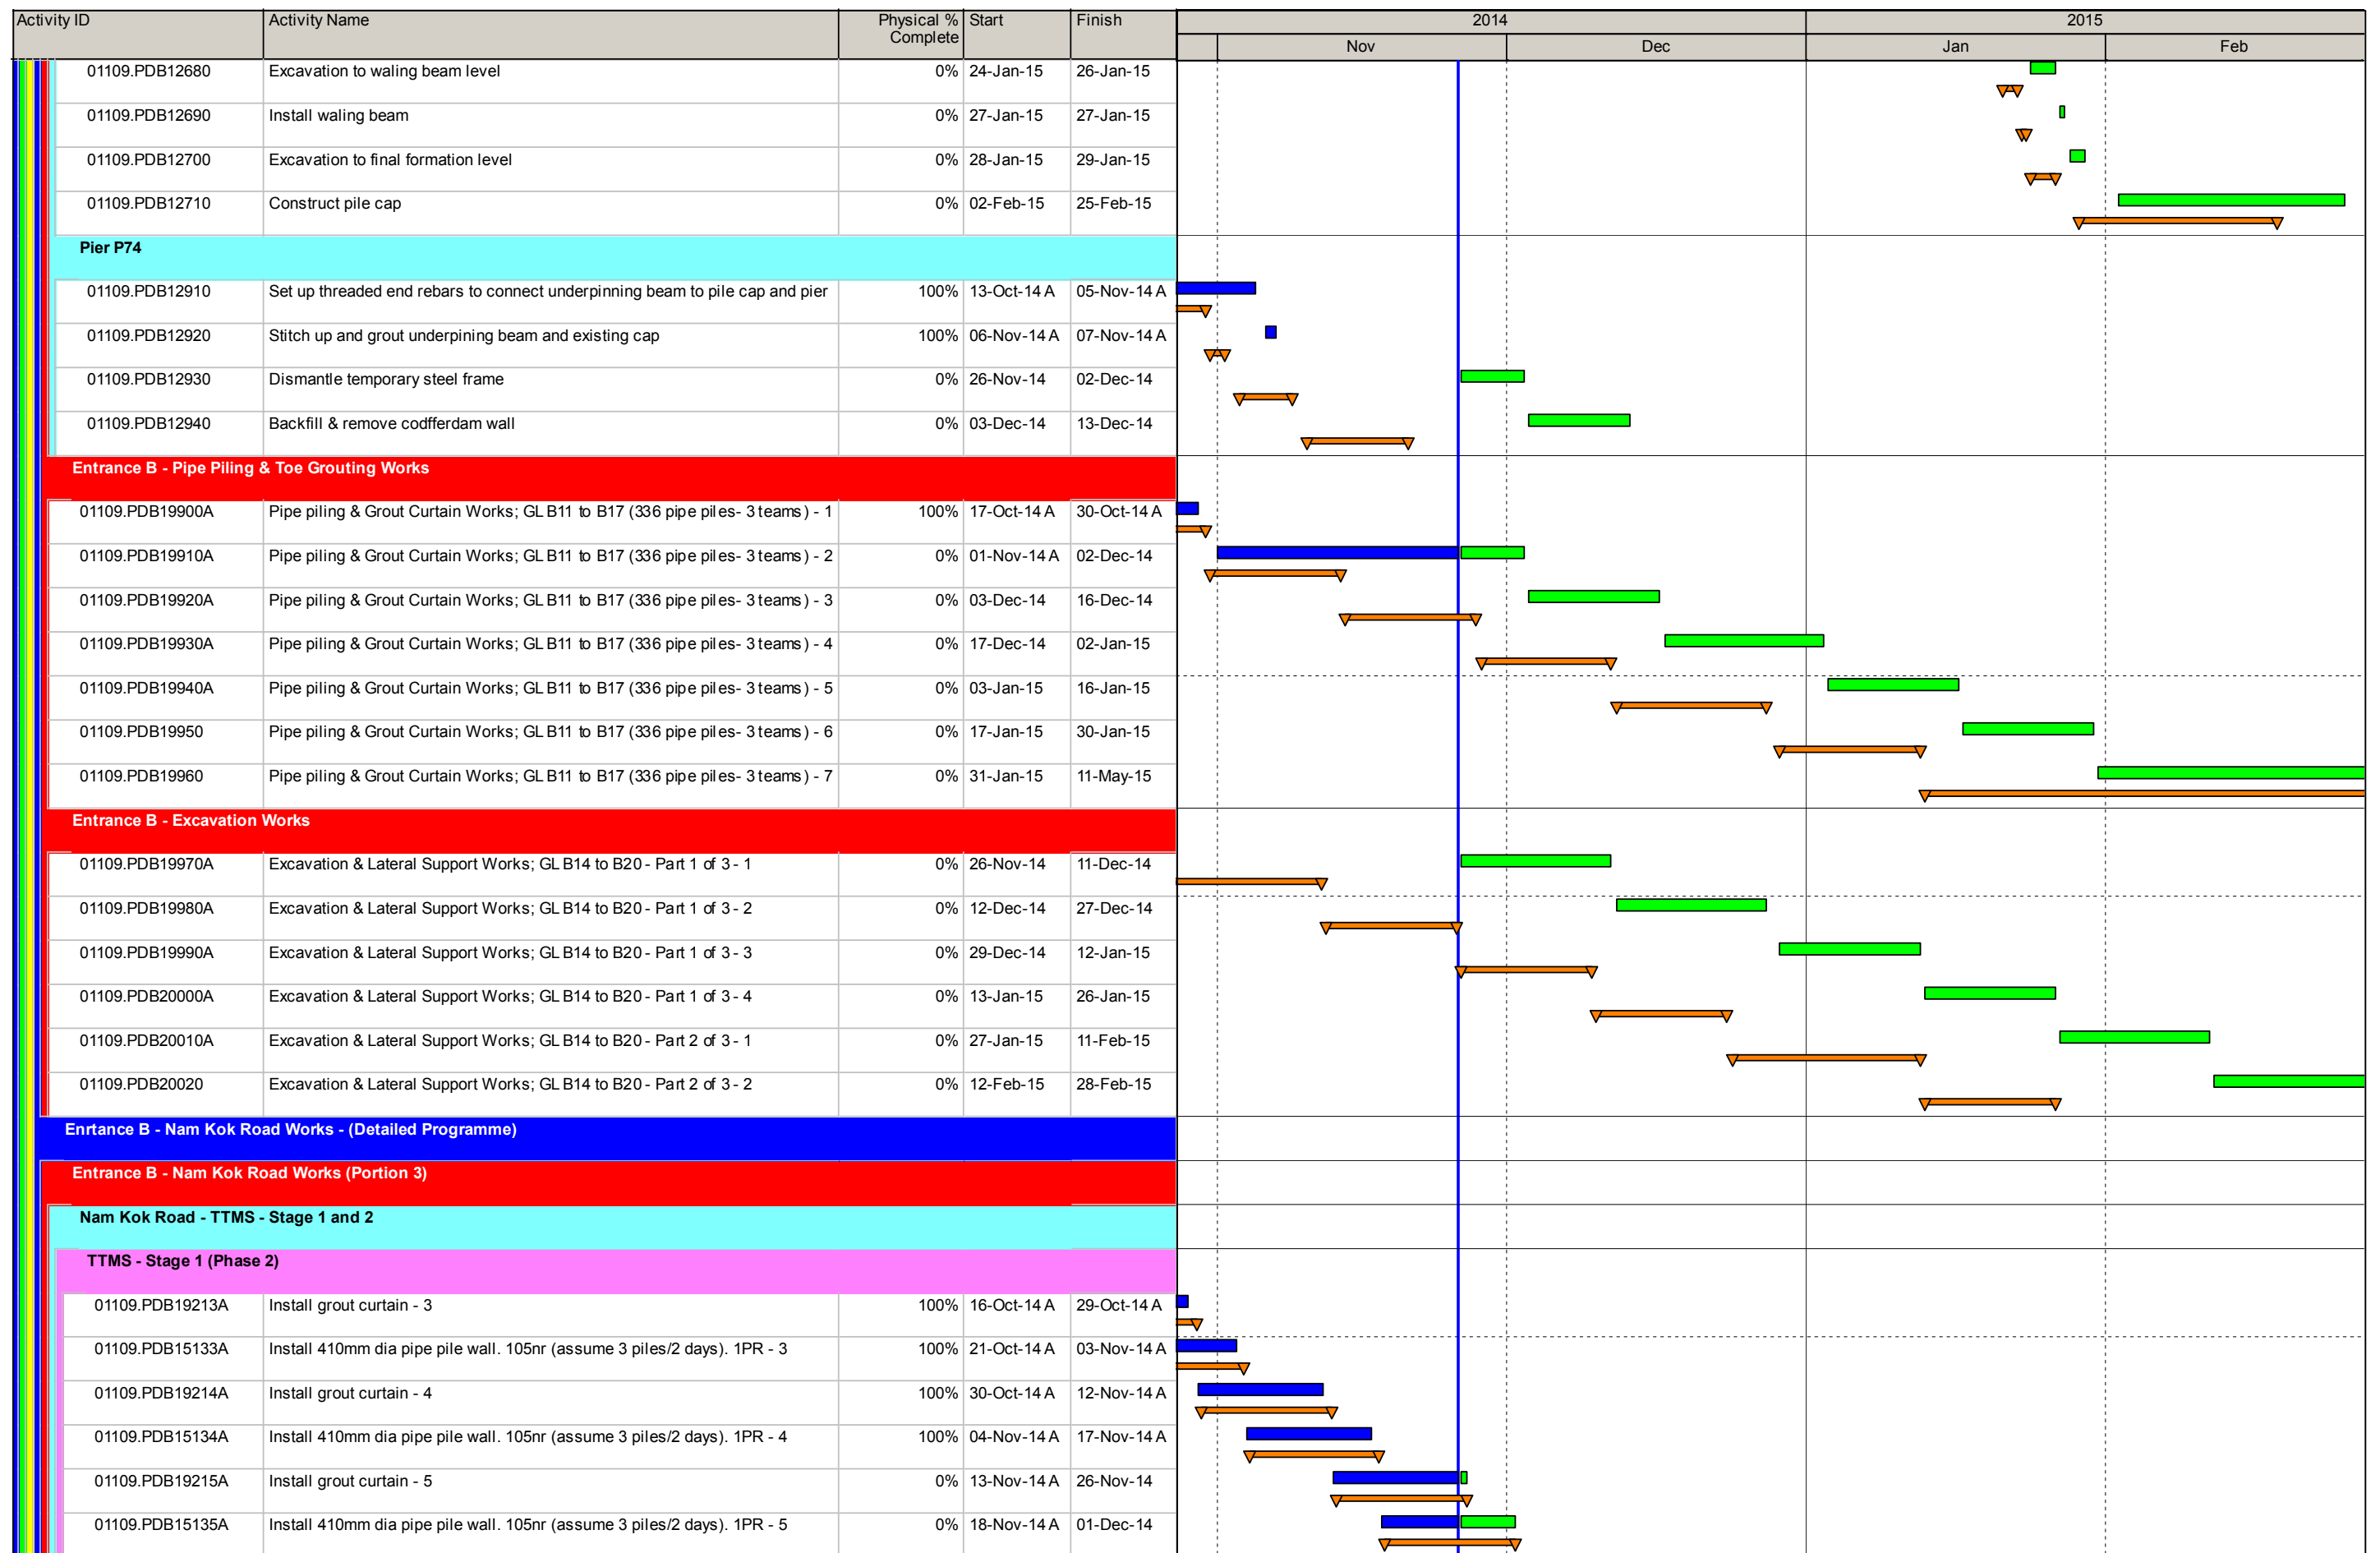 Activity ID Activity Name Physical % Complete Start Finish 2014 2015
Nov Dec Jan Feb
01109.PDB12680 Excavation to waling beam level 0% 24-Jan-15 26-Jan-15
01109.PDB12690 Install waling beam 0% 27-Jan-15 27-Jan-15
01109.PDB12700 Excavation to final formation level 0% 28-Jan-15 29-Jan-15
01109.PDB12710 Construct pile cap 0% 02-Feb-15 25-Feb-15
Pier P74
01109.PDB12910 Set up threaded end rebars to connect underpinning beam to pile cap and pier 100% 13-Oct-14 A 05-Nov-14 A
01109.PDB12920 Stitch up and grout underpining beam and existing cap 100% 06-Nov-14 A 07-Nov-14 A
01109.PDB12930 Dismantle temporary steel frame 0% 26-Nov-14 02-Dec-14
01109.PDB12940 Backfill & remove codfferdam wall 0% 03-Dec-14 13-Dec-14
Entrance B - Pipe Piling & Toe Grouting Works
01109.PDB19900A Pipe piling & Grout Curtain Works; GL B11 to B17 (336 pipe piles- 3 teams) - 1 100% 17-Oct-14 A 30-Oct-14 A
01109.PDB19910A Pipe piling & Grout Curtain Works; GL B11 to B17 (336 pipe piles- 3 teams) - 2 0% 01-Nov-14 A 02-Dec-14
01109.PDB19920A Pipe piling & Grout Curtain Works; GL B11 to B17 (336 pipe piles- 3 teams) - 3 0% 03-Dec-14 16-Dec-14
01109.PDB19930A Pipe piling & Grout Curtain Works; GL B11 to B17 (336 pipe piles- 3 teams) - 4 0% 17-Dec-14 02-Jan-15
01109.PDB19940A Pipe piling & Grout Curtain Works; GL B11 to B17 (336 pipe piles- 3 teams) - 5 0% 03-Jan-15 16-Jan-15
01109.PDB19950 Pipe piling & Grout Curtain Works; GL B11 to B17 (336 pipe piles- 3 teams) - 6 0% 17-Jan-15 30-Jan-15
01109.PDB19960 Pipe piling & Grout Curtain Works; GL B11 to B17 (336 pipe piles- 3 teams) - 7 0% 31-Jan-15 11-May-15
Entrance B - Excavation Works
01109.PDB19970A Excavation & Lateral Support Works; GL B14 to B20 - Part 1 of 3 - 1 0% 26-Nov-14 11-Dec-14
01109.PDB19980A Excavation & Lateral Support Works; GL B14 to B20 - Part 1 of 3 - 2 0% 12-Dec-14 27-Dec-14
01109.PDB19990A Excavation & Lateral Support Works; GL B14 to B20 - Part 1 of 3 - 3 0% 29-Dec-14 12-Jan-15
01109.PDB20000A Excavation & Lateral Support Works; GL B14 to B20 - Part 1 of 3 - 4 0% 13-Jan-15 26-Jan-15
01109.PDB20010A Excavation & Lateral Support Works; GL B14 to B20 - Part 2 of 3 - 1 0% 27-Jan-15 11-Feb-15
01109.PDB20020 Excavation & Lateral Support Works; GL B14 to B20 - Part 2 of 3 - 2 0% 12-Feb-15 28-Feb-15
Enrtance B - Nam Kok Road Works - (Detailed Programme)
Entrance B - Nam Kok Road Works (Portion 3)
Nam Kok Road - TTMS - Stage 1 and 2
TTMS - Stage 1 (Phase 2)
01109.PDB19213A Install grout curtain - 3 100% 16-Oct-14 A 29-Oct-14 A
01109.PDB15133A Install 410mm dia pipe pile wall. 105nr (assume 3 piles/2 days). 1PR - 3 100% 21-Oct-14 A 03-Nov-14 A
01109.PDB19214A Install grout curtain - 4 100% 30-Oct-14 A 12-Nov-14 A
01109.PDB15134A Install 410mm dia pipe pile wall. 105nr (assume 3 piles/2 days). 1PR - 4 100% 04-Nov-14 A 17-Nov-14 A
01109.PDB19215A Install grout curtain - 5 0% 13-Nov-14 A 26-Nov-14
01109.PDB15135A Install 410mm dia pipe pile wall. 105nr (assume 3 piles/2 days). 1PR - 5 0% 18-Nov-14 A 01-Dec-14